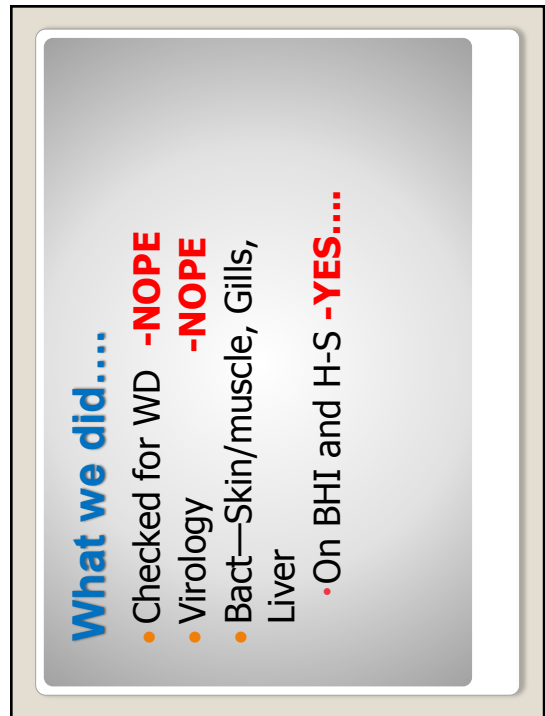 What we did....
• Checked for WD -NOPE
• Virology -NOPE
• Bact—Skin/muscle, Gills,
Liver
• On BHI and H-S -YES....